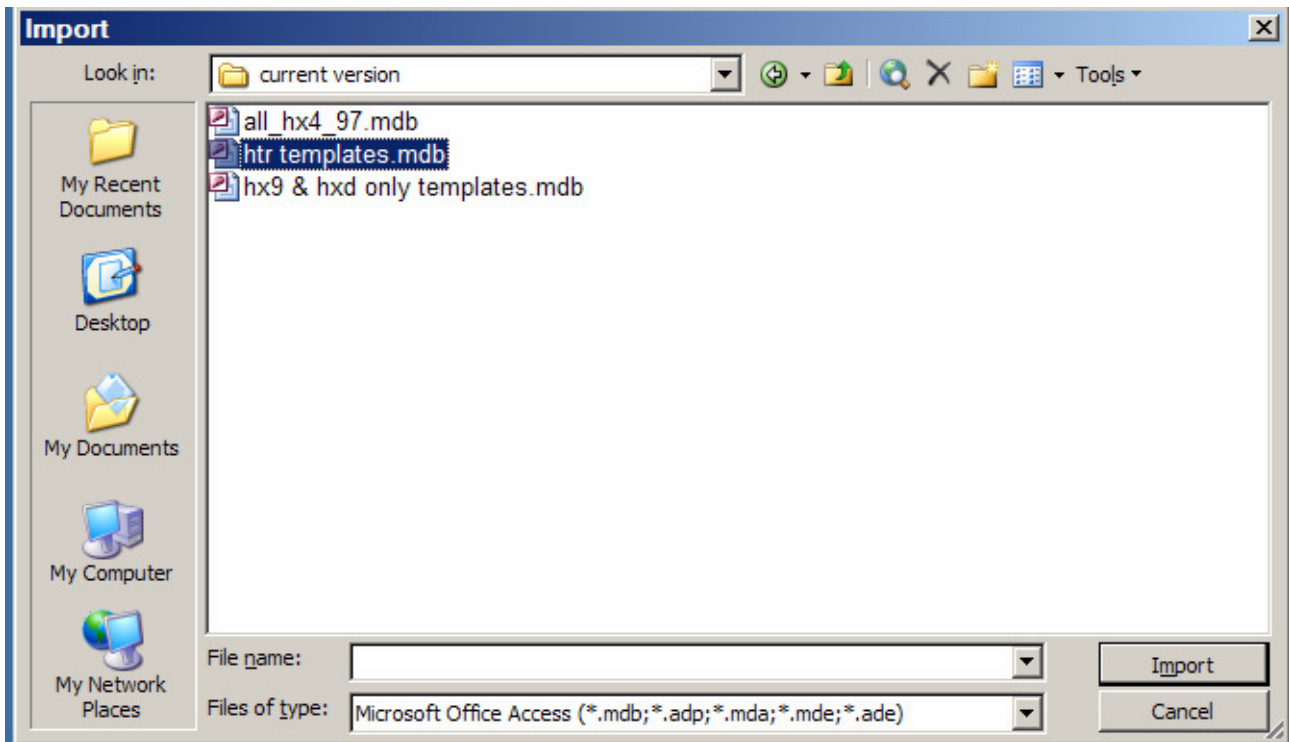 Import
Look in:
current version
Tools
all_hx4_97.mdb
htr templates.mdb
hx9 & hxd only templates.mdb
My Recent
Documents
Desktop
My Documents
My Computer
My Network
Places
File name:
Import
Files of type:
Microsoft Office Access (*.mdb;*.adp;*.mda;*.mde;*.ade)
Cancel